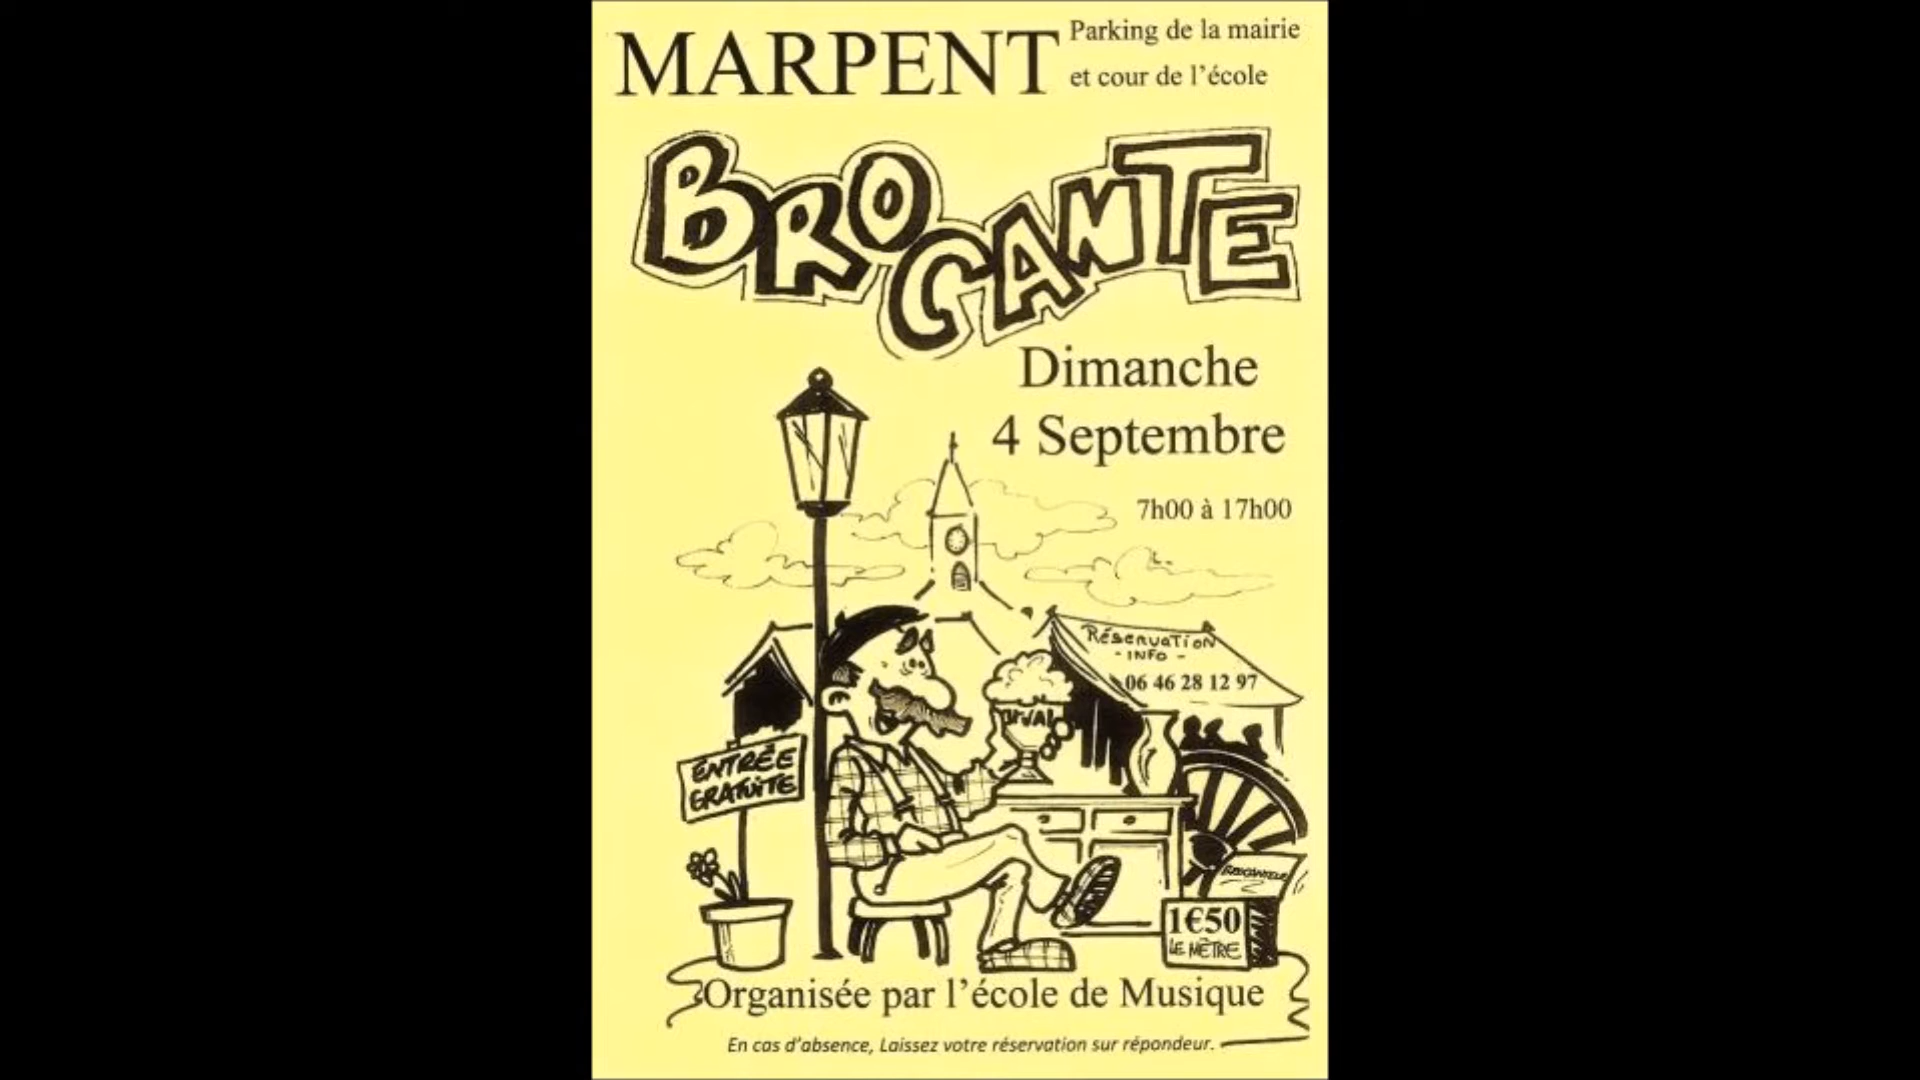 MARPENT
Parking de la mairie
et cour de l'école
BROCANTE
Dimanche
4 Septembre
7h00 à 17h00
RÉSERVATION
- INFO -
06 46 28 12 97
ENTRÉE
GRATUITE
1€50
LE MÈTRE
Organisée par l'école de Musique
En cas d'absence, Laissez votre réservation sur répondeur.